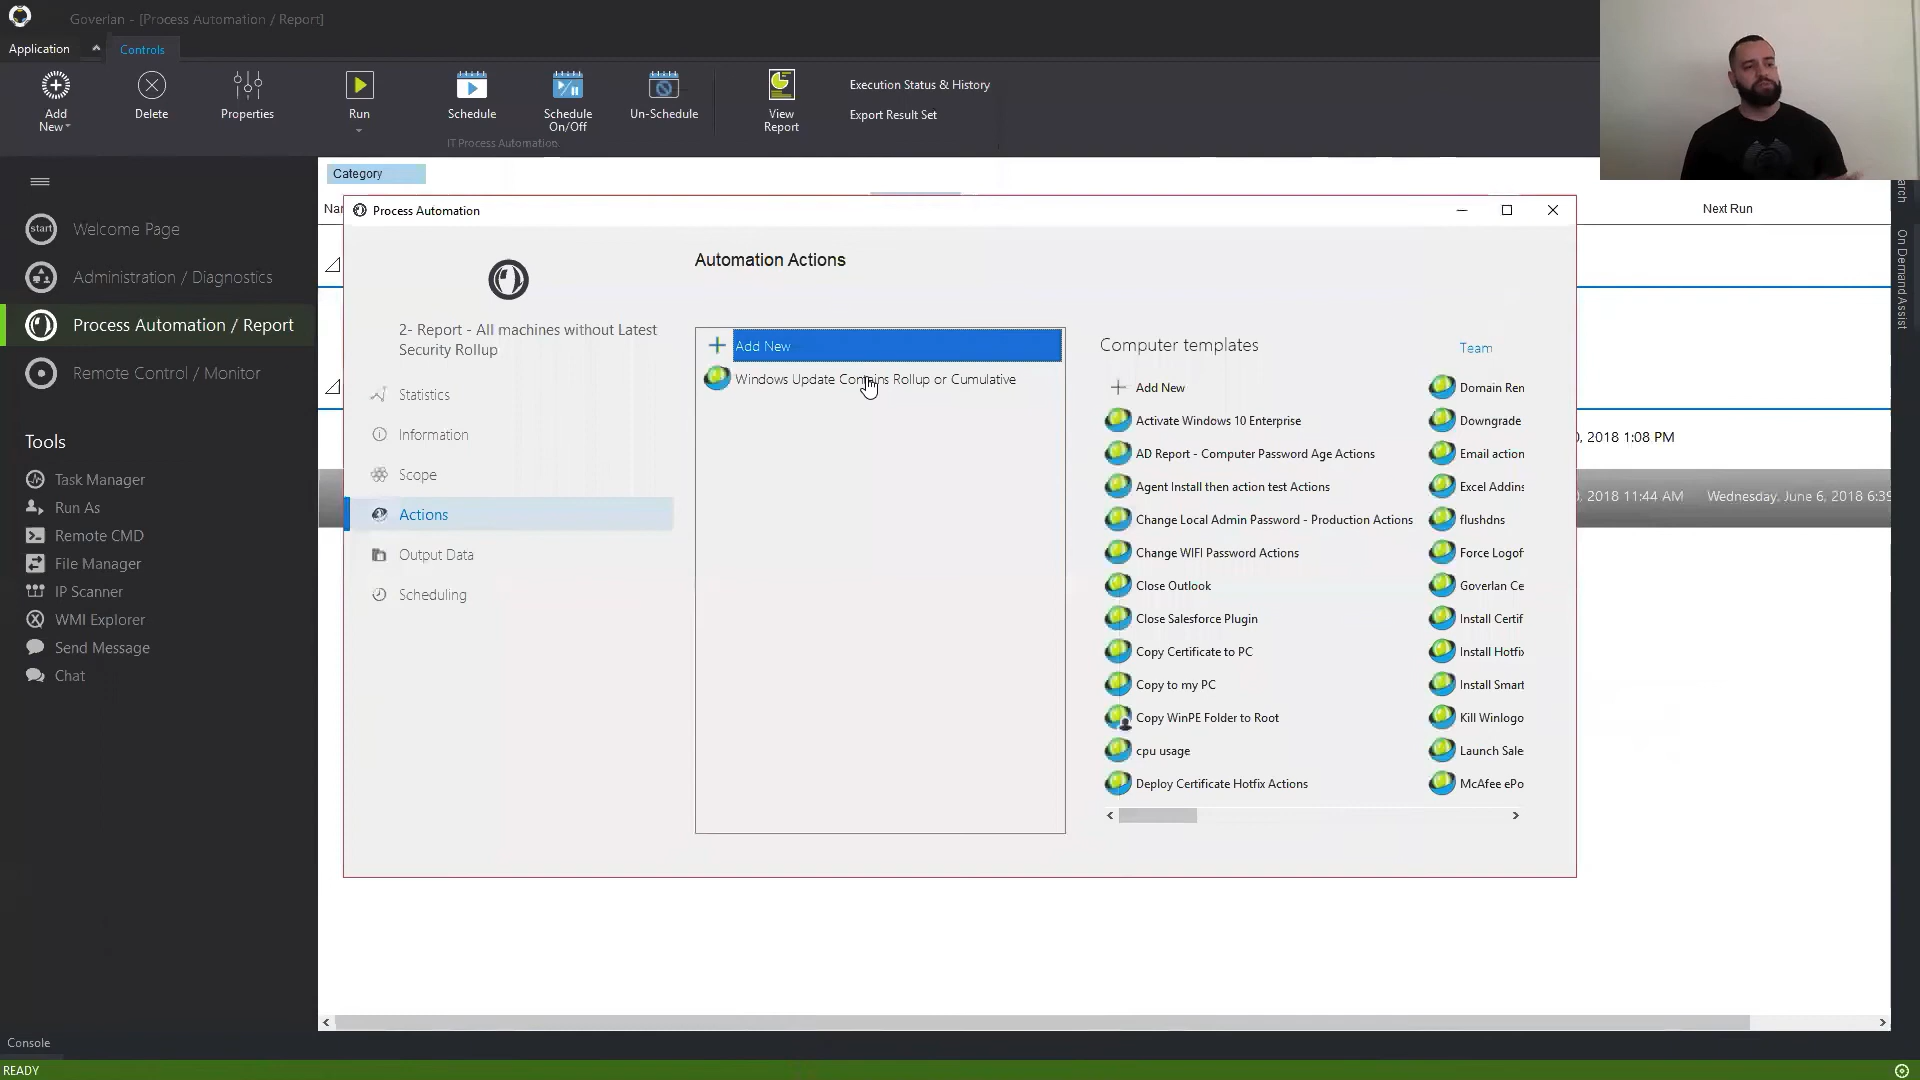 Goverlan - [Process Automation / Report]
Application
Controls
Add
New
Delete
Properties
Run
Schedule
Schedule
On/Off
Un-Schedule
View
Report
Execution Status & History
Export Result Set
IT Process Automation
Category
Next Run
start
Welcome Page
Administration / Diagnostics
Process Automation / Report
Remote Control / Monitor
Tools
Task Manager
Run As
Remote CMD
File Manager
IP Scanner
WMI Explorer
Send Message
Chat
Process Automation
2- Report - All machines without Latest
Security Rollup
Statistics
Information
Scope
Actions
Output Data
Scheduling
Automation Actions
Add New
Windows Update Contains Rollup or Cumulative
Computer templates
Team
Add New
Activate Windows 10 Enterprise
AD Report - Computer Password Age Actions
Agent Install then action test Actions
Change Local Admin Password - Production Actions
Change WIFI Password Actions
Close Outlook
Close Salesforce Plugin
Copy Certificate to PC
Copy to my PC
Copy WinPE Folder to Root
cpu usage
Deploy Certificate Hotfix Actions
Domain Ren
Downgrade
Email action
Excel Addins
flushdns
Force Logof
Goverlan Ce
Install Certif
Install Hotfix
Install Smart
Kill Winlogo
Launch Sale
McAfee ePo
, 2018 1:08 PM
, 2018 11:44 AM
Wednesday, June 6, 2018 6:39
On Demand Assist
Console
READY